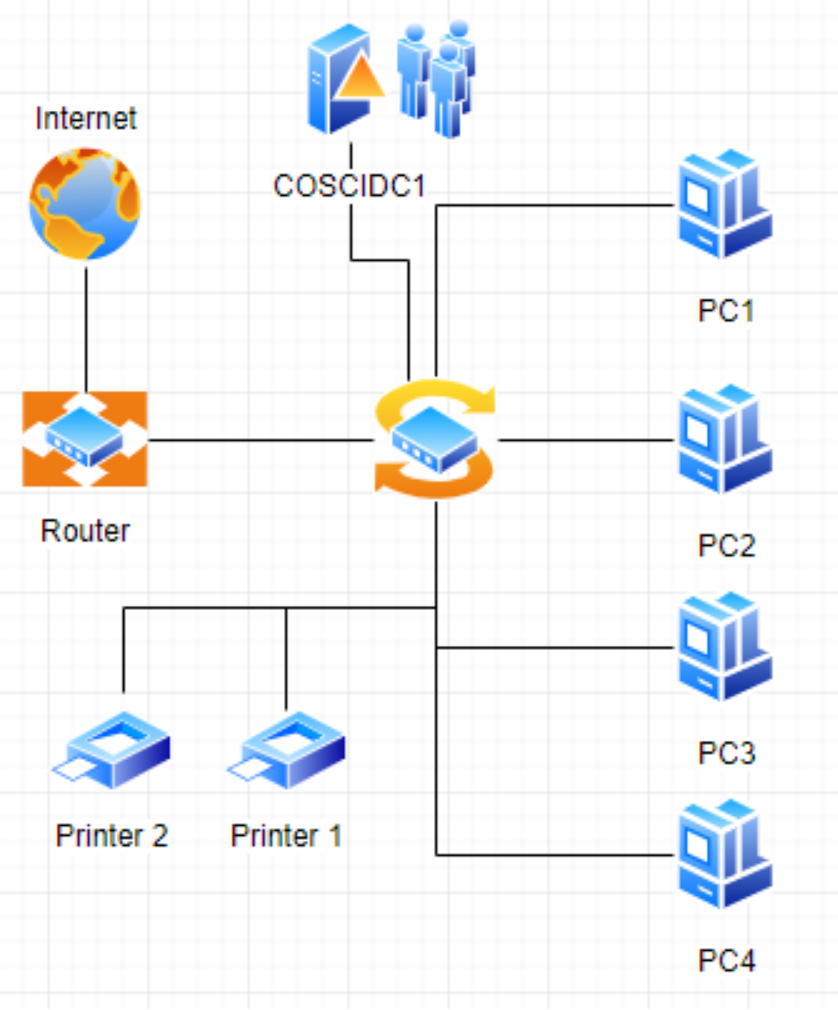 Internet
COSCIDC1
PC1
Router
PC2
PC3
Printer 2
Printer 1
PC4